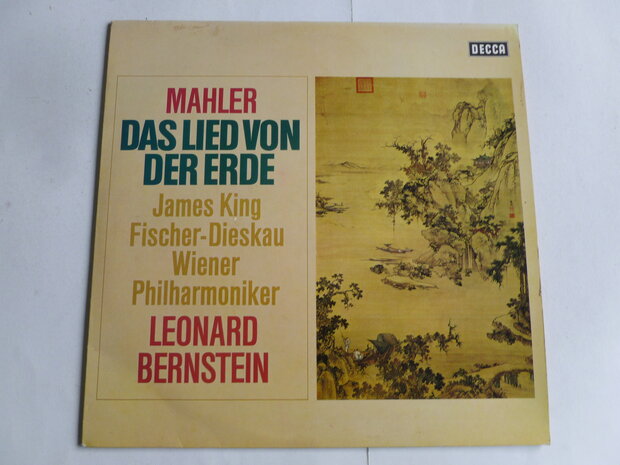 DECCA
MAHLER
DAS LIED VON
DER ERDE
James King
Fischer-Dieskau
Wiener
Philharmoniker
LEONARD
BERNSTEIN